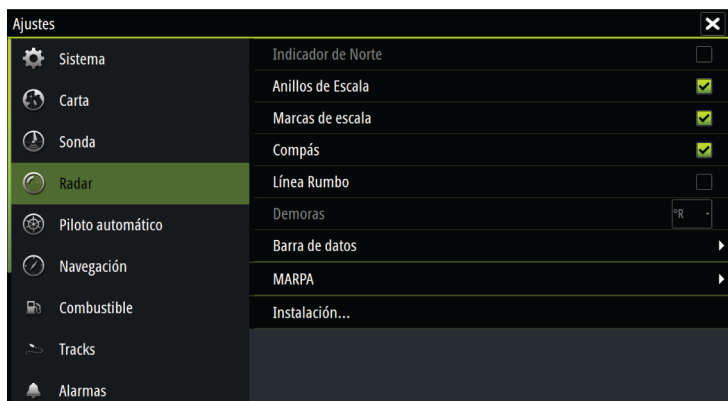 Ajustes
Sistema
Carta
Sonda
Radar
Piloto automático
Navegación
Combustible
Tracks
Alarmas
Indicador de Norte
Anillos de Escala
Marcas de escala
Compás
Línea Rumbo
Demoras °R
Barra de datos
MARPA
Instalación...